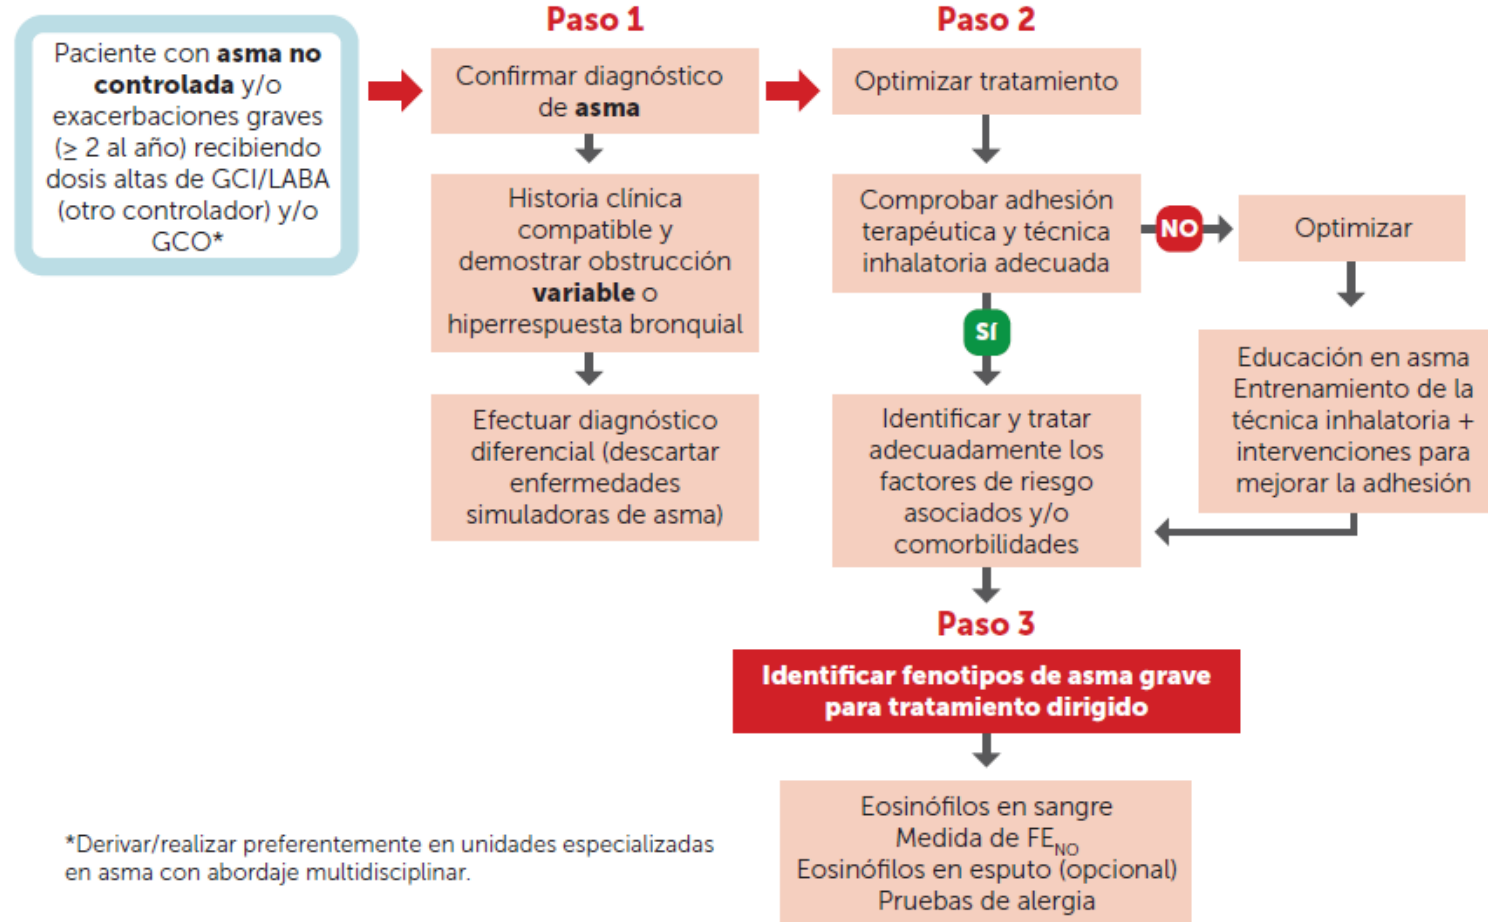 Paciente con asma no
controlada y/o
exacerbaciones graves
(≥ 2 al año) recibiendo
dosis altas de GCI/LABA
(otro controlador) y/o
GCO*
Paso 1
Confirmar diagnóstico
de asma
Historia clínica
compatible y
demostrar obstrucción
variable o
hiperrespuesta bronquial
Efectuar diagnóstico
diferencial (descartar
enfermedades
simuladoras de asma)
Paso 2
Optimizar tratamiento
Comprobar adhesión
terapéutica y técnica
inhalatoria adecuada
NO
Optimizar
Educación en asma
Entrenamiento de la
técnica inhalatoria +
intervenciones para
mejorar la adhesión
SÍ
Identificar y tratar
adecuadamente los
factores de riesgo
asociados y/o
comorbilidades
Paso 3
Identificar fenotipos de asma grave
para tratamiento dirigido
Eosinófilos en sangre
Medida de FENO
Eosinófilos en esputo (opcional)
Pruebas de alergia
*Derivar/realizar preferentemente en unidades especializadas
en asma con abordaje multidisciplinar.